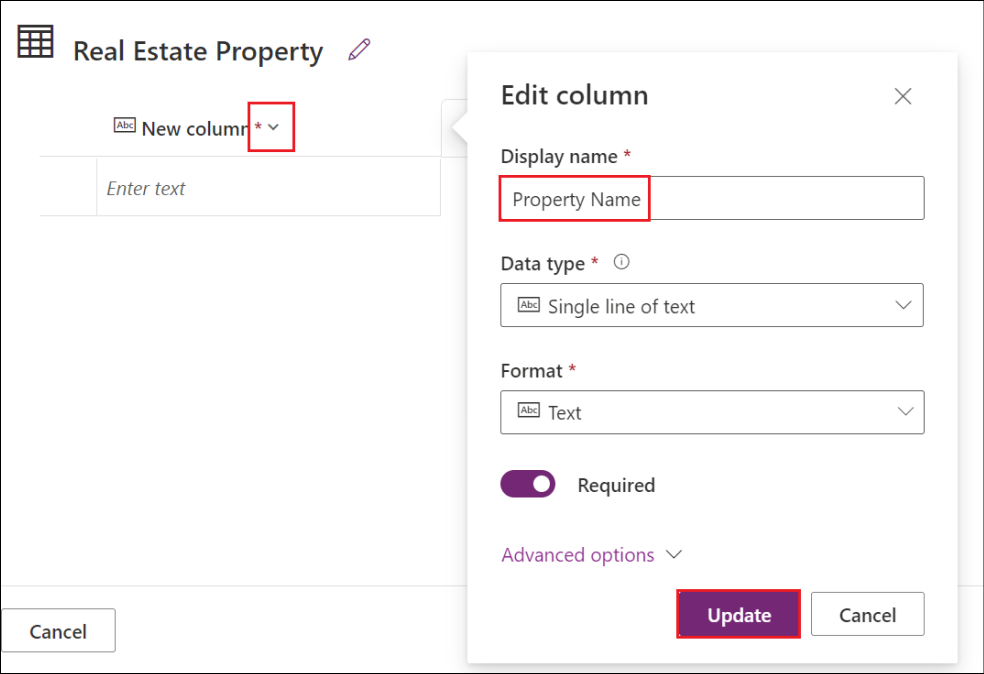 Real Estate Property
Abc New column *
Enter text
Edit column
Display name *
Property Name
Data type *
Abc Single line of text
Format *
Abc Text
Required
Advanced options
Update Cancel
Cancel